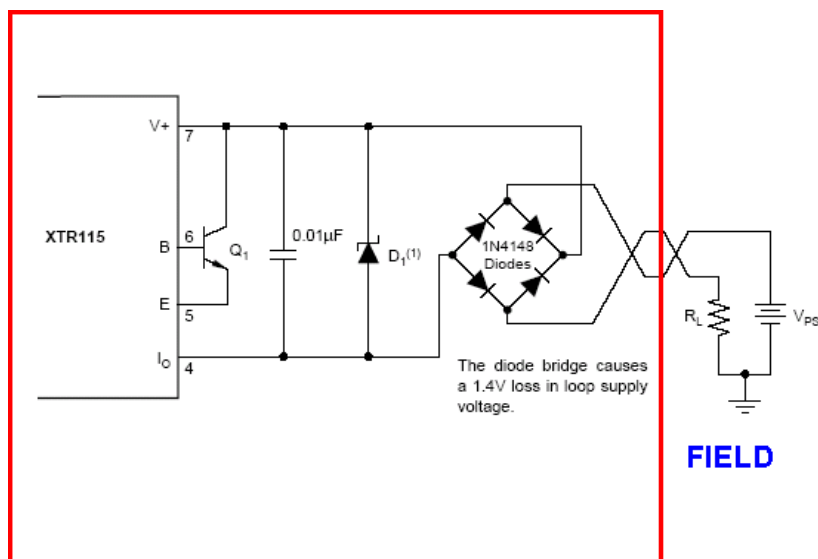 V+
7
XTR115
B
6
Q1
0.01µF
D1(1)
1N4148
Diodes
E
5
RL
VPS
IO
4
The diode bridge causes
a 1.4V loss in loop supply
voltage.
FIELD